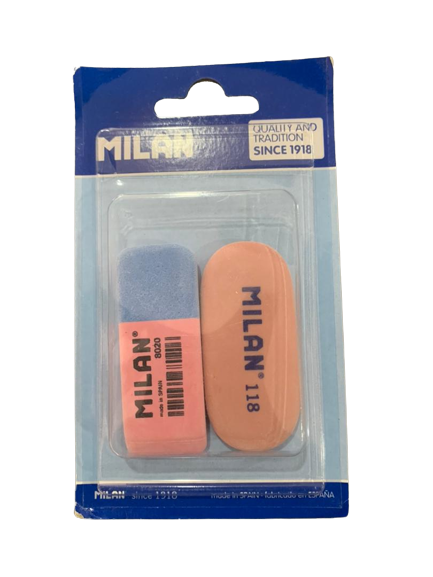 MILAN
QUALITY AND
TRADITION
SINCE 1918
MILAN®
8020
made in SPAIN
MILAN®
118
MILAN since 1918
made in SPAIN · fabricado en ESPAÑA